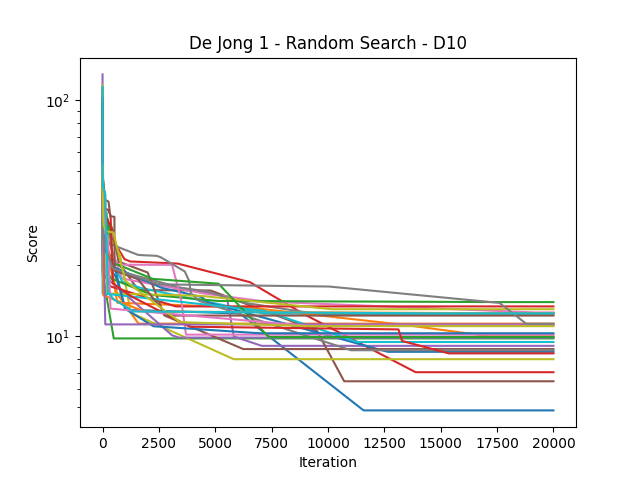 De Jong 1 - Random Search - D10
Score
10²
10¹
0 2500 5000 7500 10000 12500 15000 17500 20000
Iteration